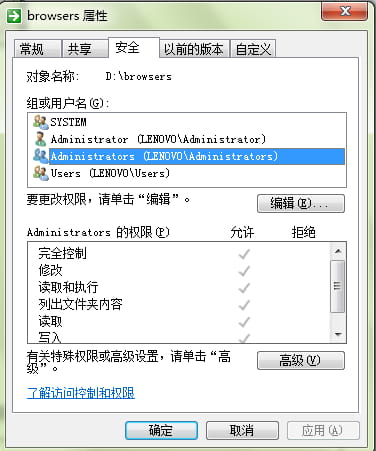 browsers 属性
常规 共享 安全 以前的版本 自定义
对象名称: D:\browsers
组或用户名(G):
SYSTEM
Administrator (LENOVO\Administrator)
Administrators (LENOVO\Administrators)
Users (LENOVO\Users)
要更改权限，请单击“编辑”。 编辑(E)...
Administrators 的权限(P) 允许 拒绝
完全控制
修改
读取和执行
列出文件夹内容
读取
写入
有关特殊权限或高级设置，请单击“高 高级(V)
级”。
了解访问控制和权限
确定 取消 应用(A)